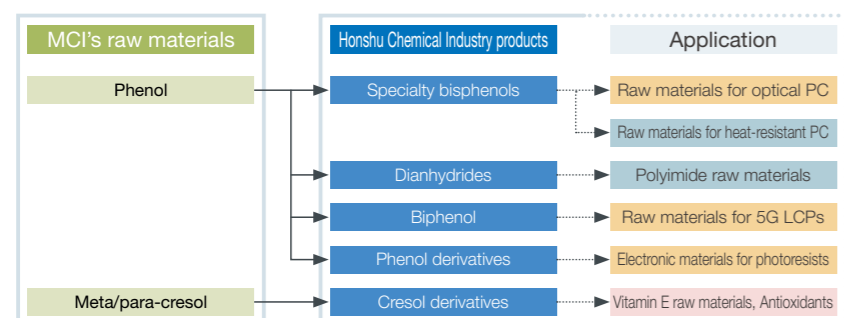 MCI's raw materials
Honshu Chemical Industry products
Application
Phenol
Specialty bisphenols
Raw materials for optical PC
Raw materials for heat-resistant PC
Dianhydrides
Polyimide raw materials
Biphenol
Raw materials for 5G LCPs
Phenol derivatives
Electronic materials for photoresists
Meta/para-cresol
Cresol derivatives
Vitamin E raw materials, Antioxidants